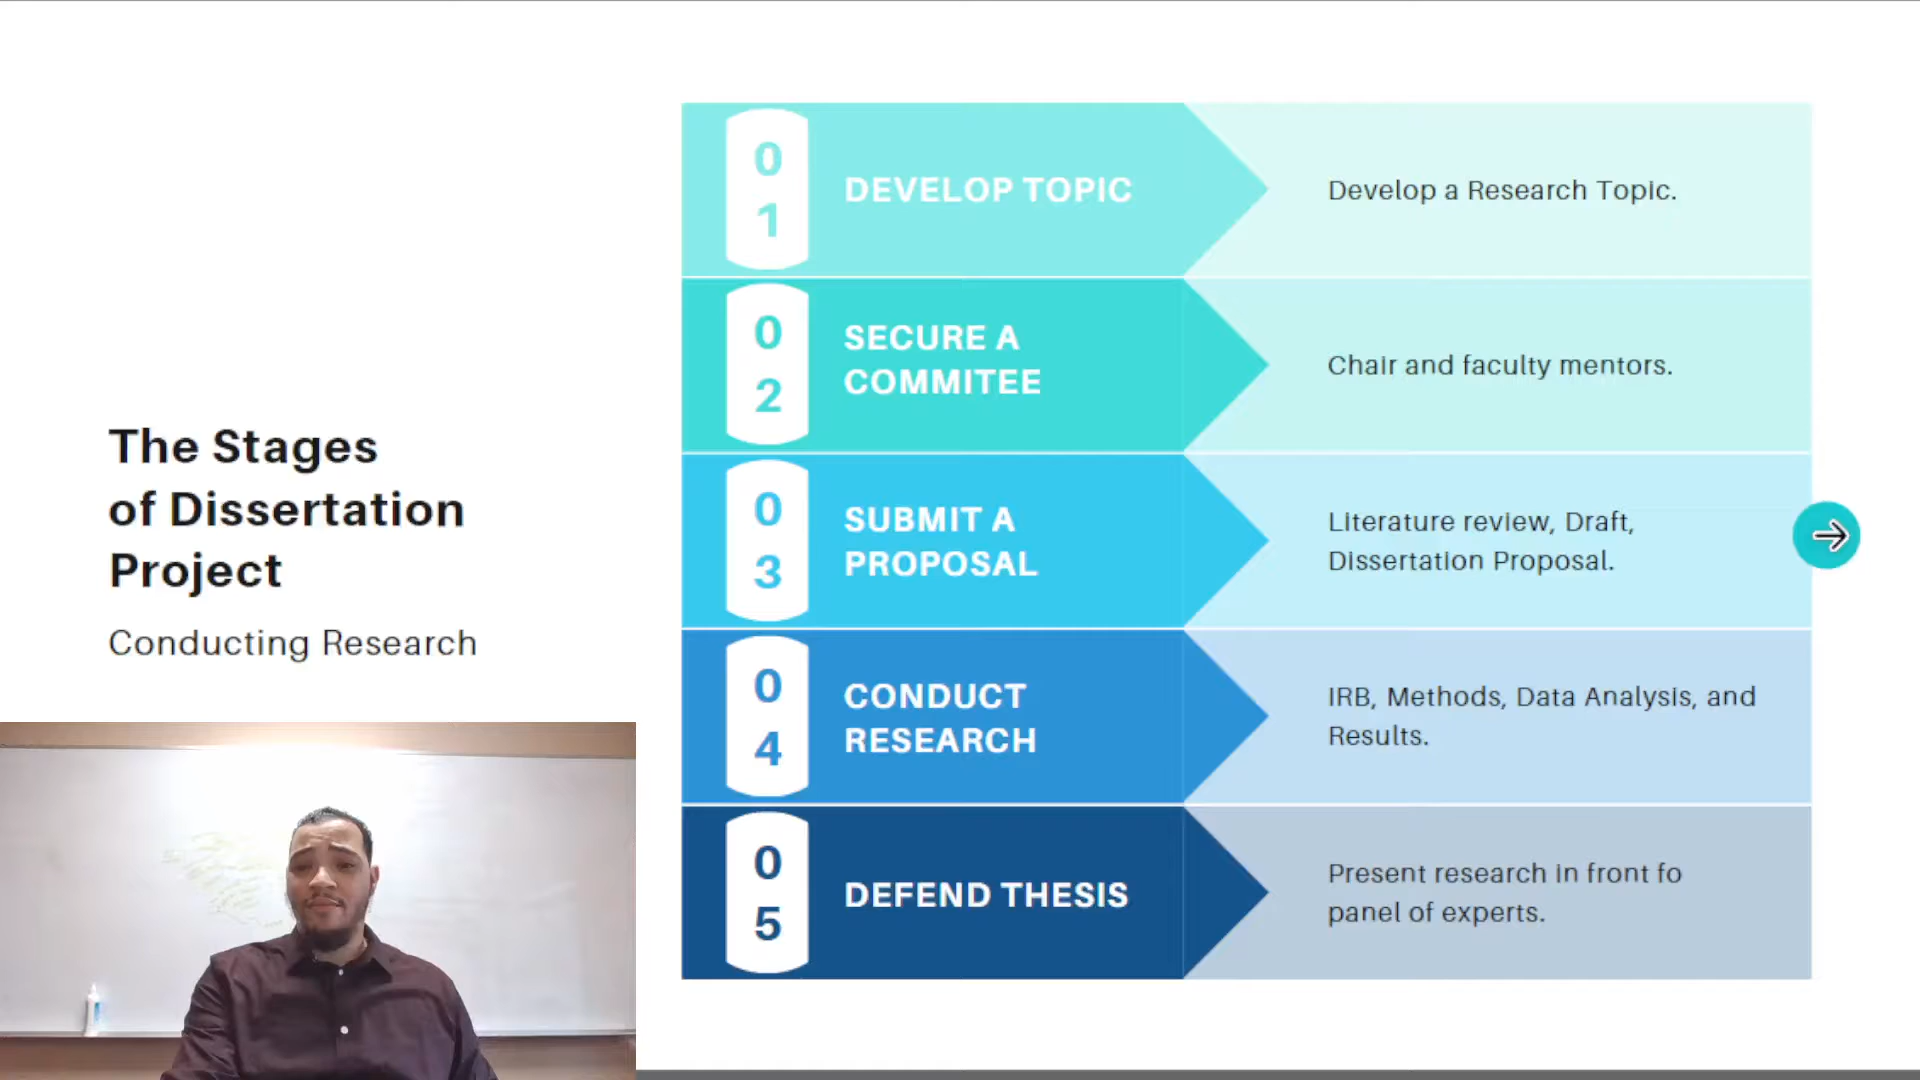 The Stages
of Dissertation
Project
Conducting Research
0
1
DEVELOP TOPIC
Develop a Research Topic.
0
2
SECURE A
COMMITEE
Chair and faculty mentors.
0
3
SUBMIT A
PROPOSAL
Literature review, Draft,
Dissertation Proposal.
0
4
CONDUCT
RESEARCH
IRB, Methods, Data Analysis, and
Results.
0
5
DEFEND THESIS
Present research in front fo
panel of experts.